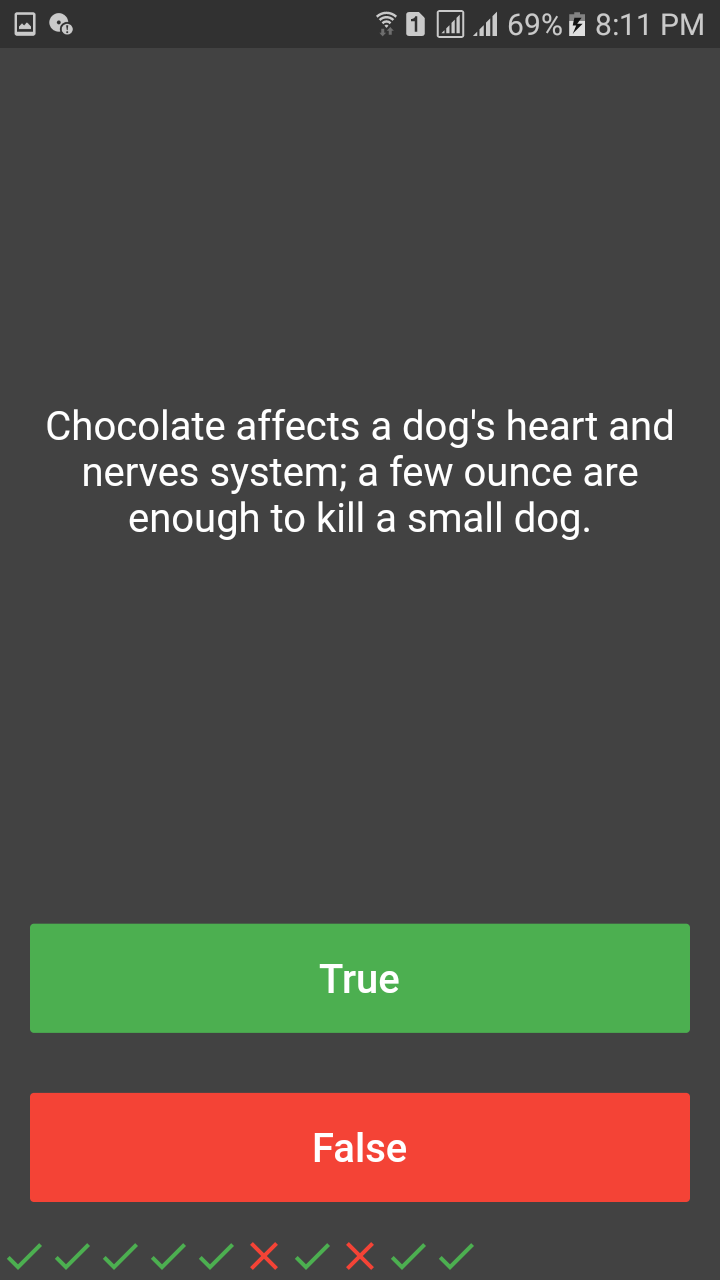 1 69% 8:11 PM
Chocolate affects a dog's heart and
nerves system; a few ounce are
enough to kill a small dog.
True
False